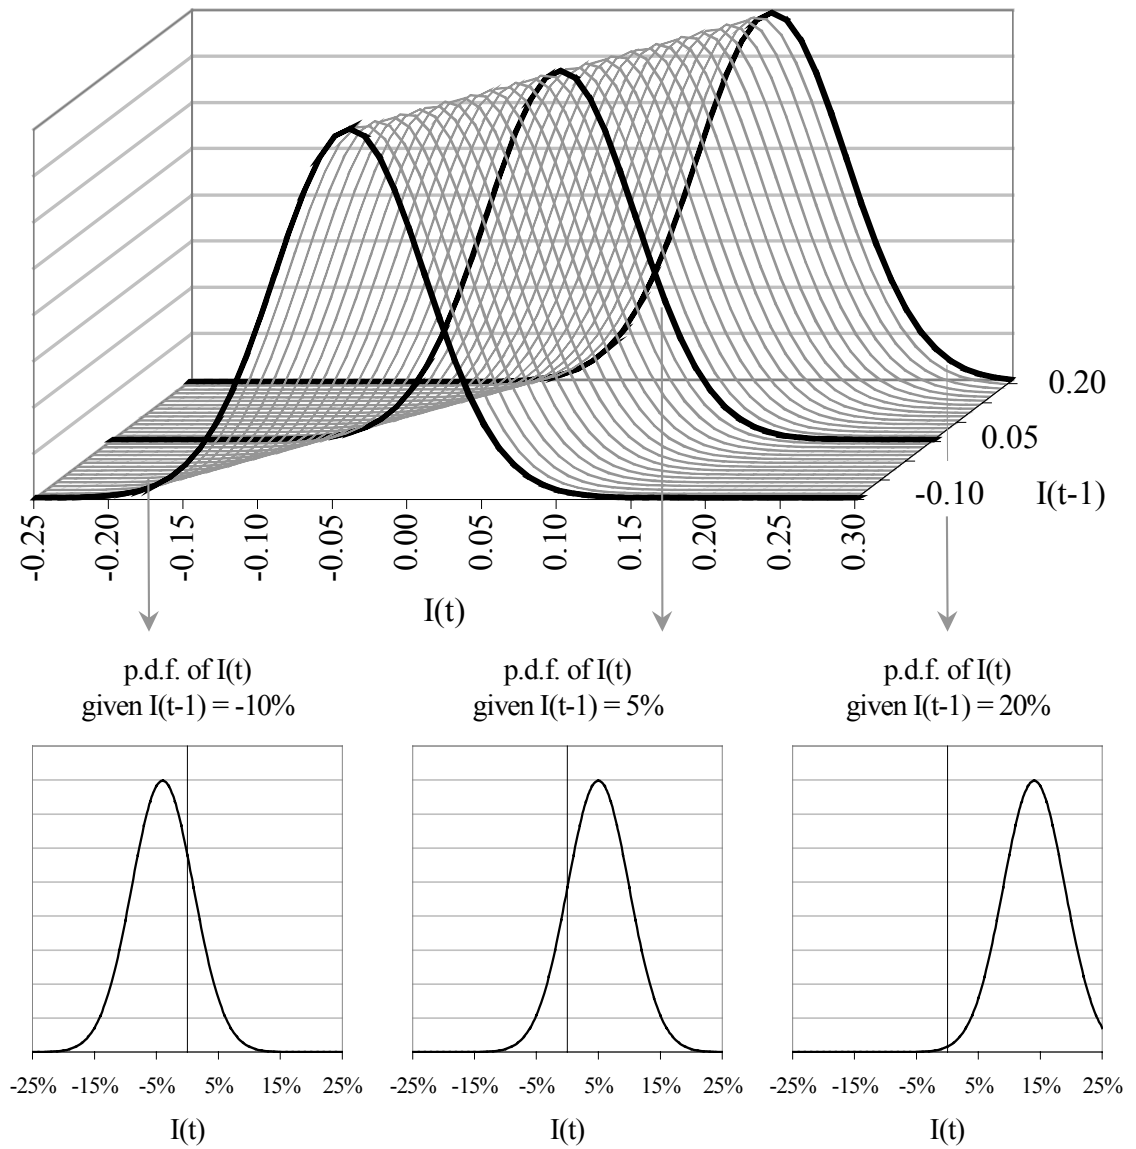 0.20
0.05
-0.10 I(t-1)
-0.25 -0.20 -0.15 -0.10 -0.05 0.00 0.05 0.10 0.15 0.20 0.25 0.30
I(t)
p.d.f. of I(t)
given I(t-1) = -10%
p.d.f. of I(t)
given I(t-1) = 5%
p.d.f. of I(t)
given I(t-1) = 20%
-25% -15% -5% 5% 15% 25%
I(t)
-25% -15% -5% 5% 15% 25%
I(t)
-25% -15% -5% 5% 15% 25%
I(t)